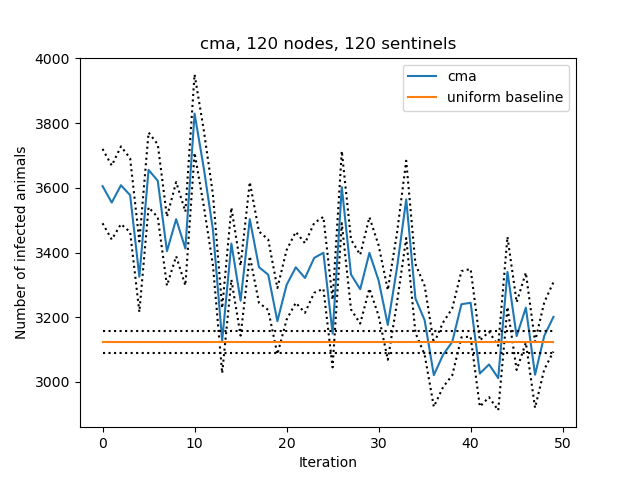 cma, 120 nodes, 120 sentinels
cma
uniform baseline
Number of infected animals
4000
3800
3600
3400
3200
3000
0 10 20 30 40 50
Iteration